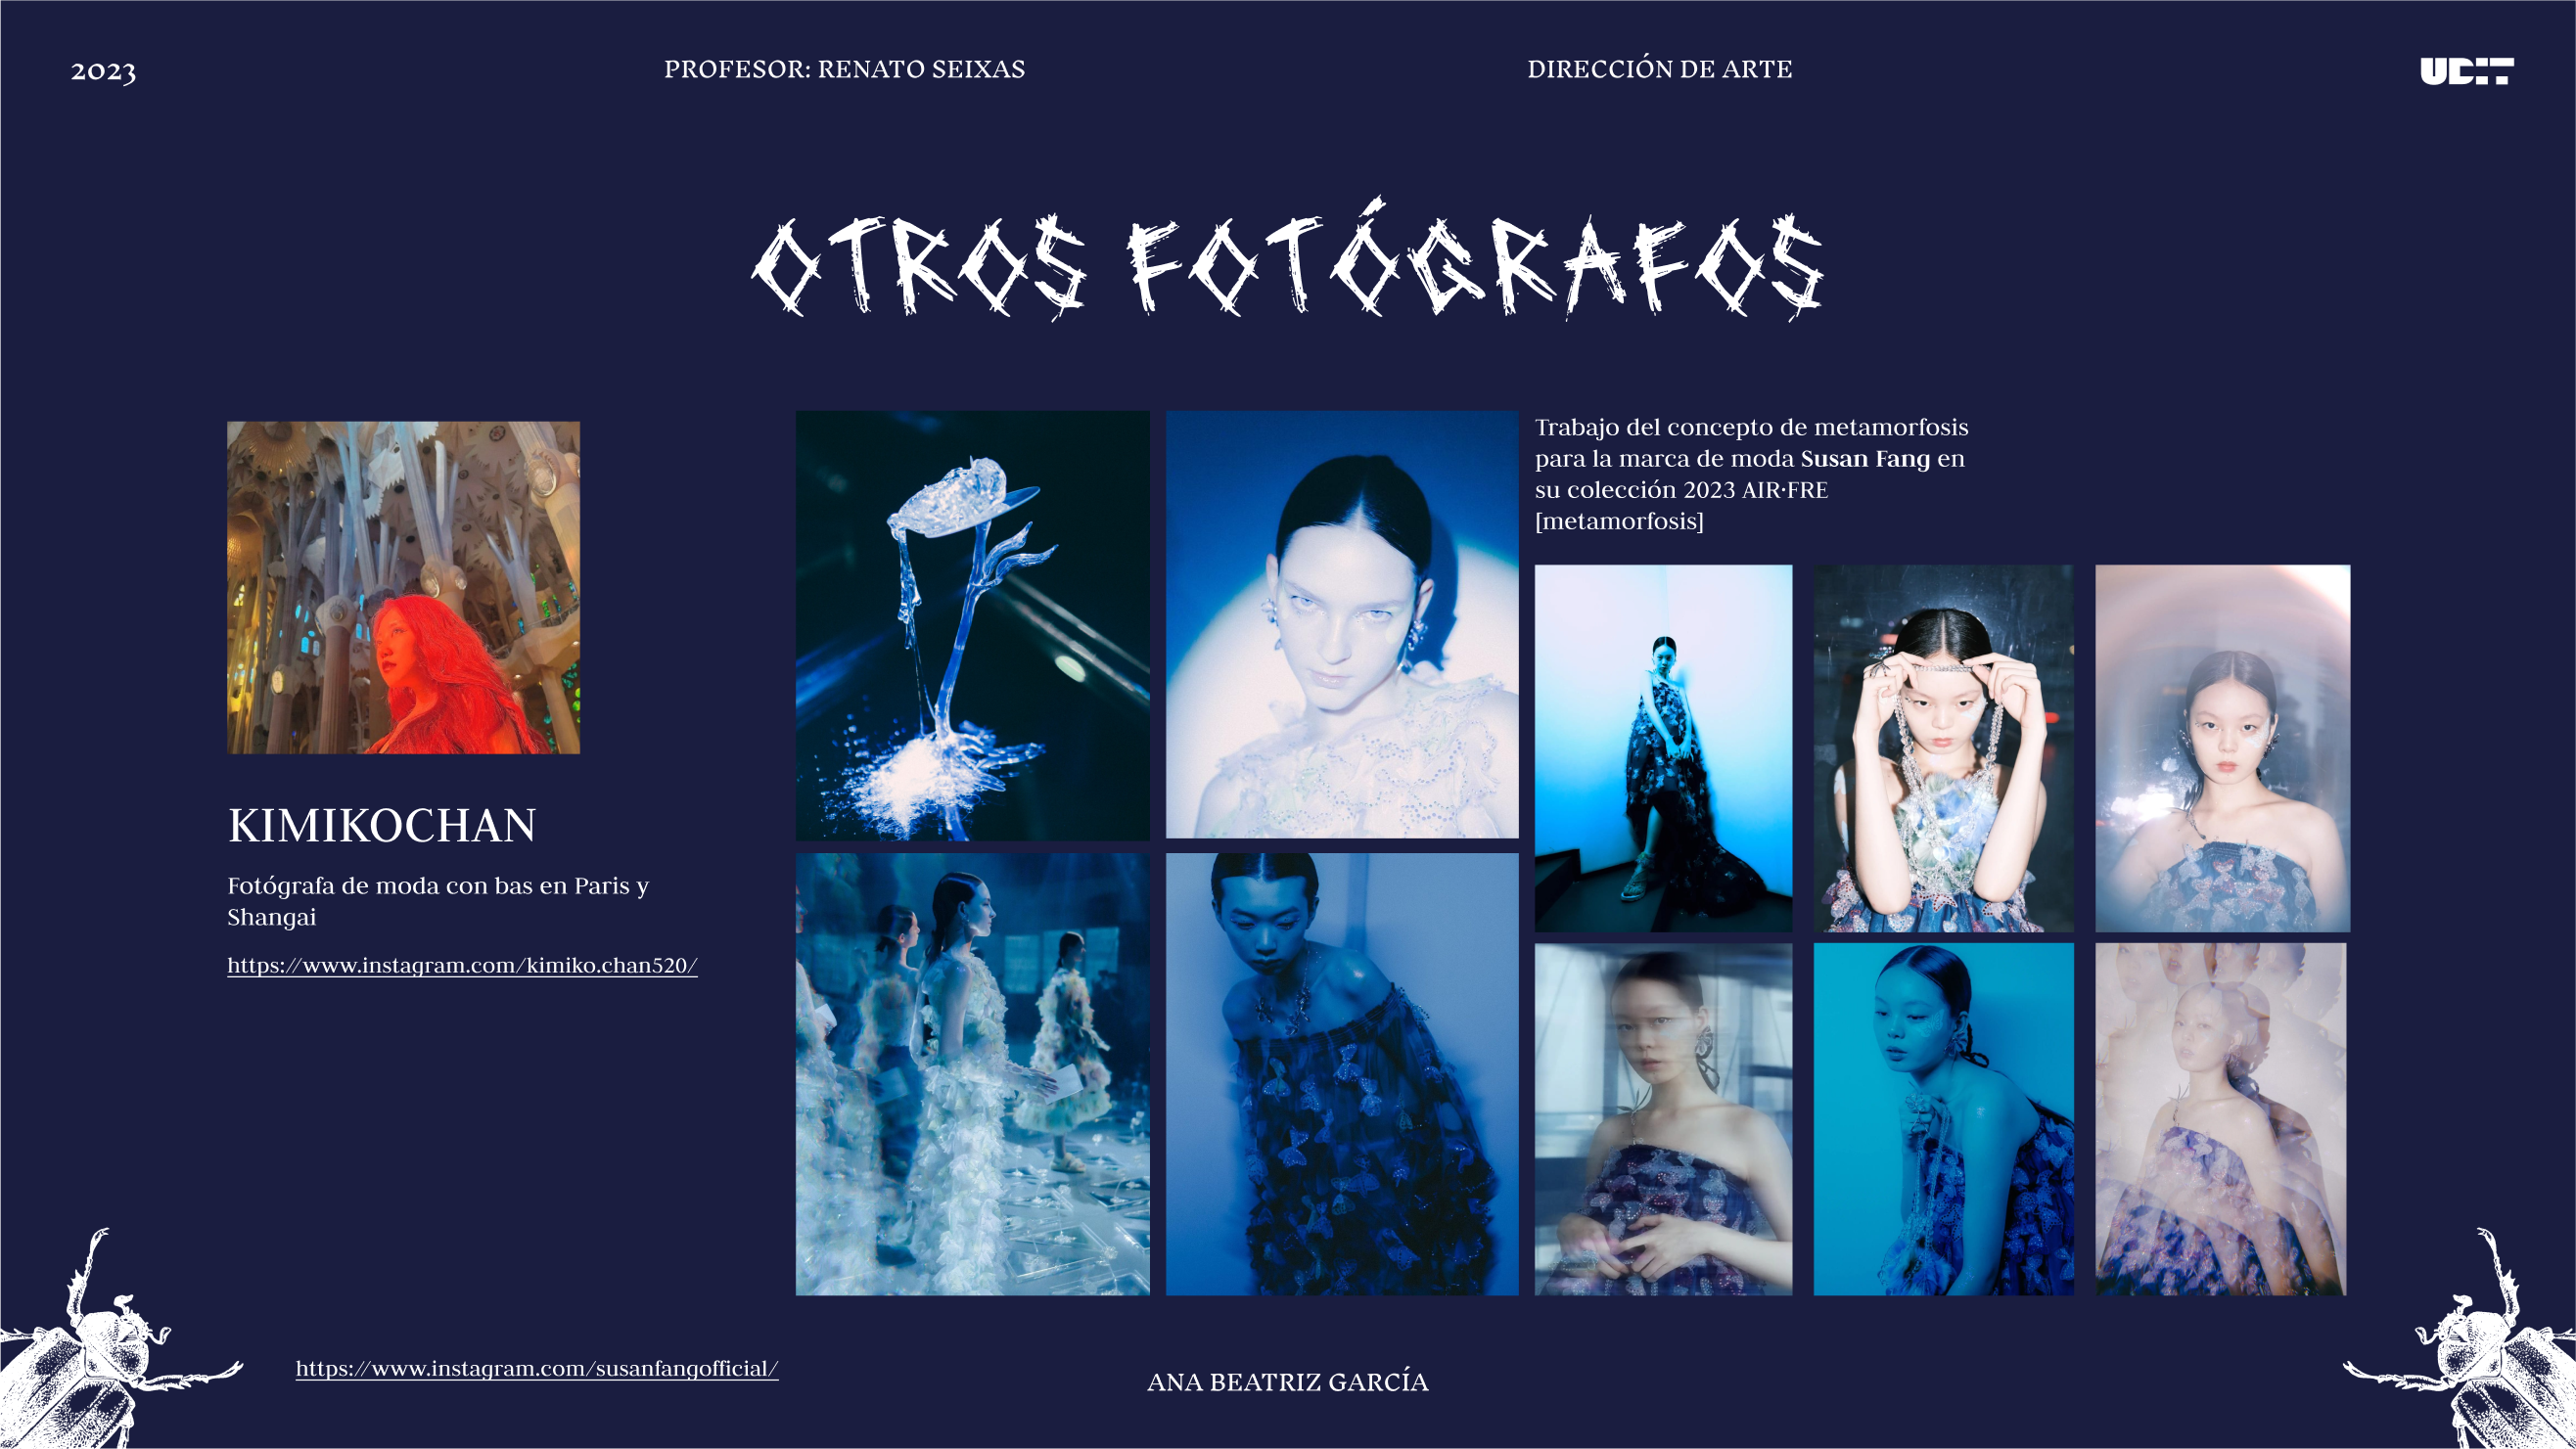 2023
PROFESOR: RENATO SEIXAS
DIRECCIÓN DE ARTE
UDIT
OTROS FOTÓGRAFOS
KIMIKOCHAN
Fotógrafa de moda con bas en Paris y
Shangai
https://www.instagram.com/kimiko.chan520/
Trabajo del concepto de metamorfosis
para la marca de moda Susan Fang en
su colección 2023 AIR·FRE
[metamorfosis]
https://www.instagram.com/susanfangofficial/
ANA BEATRIZ GARCÍA